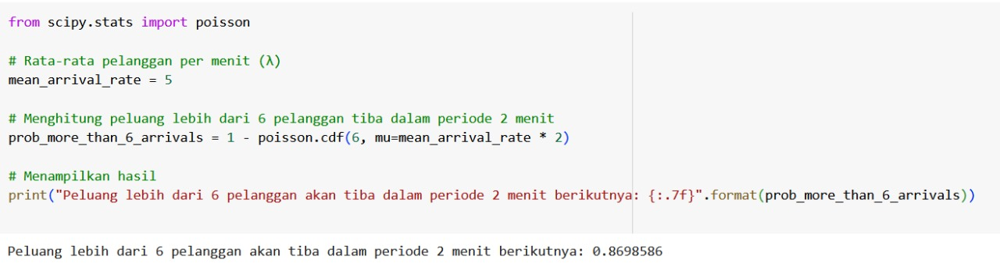 from scipy.stats import poisson
# Rata-rata pelanggan per menit (λ)
mean_arrival_rate = 5
# Menghitung peluang lebih dari 6 pelanggan tiba dalam periode 2 menit
prob_more_than_6_arrivals = 1 - poisson.cdf(6, mu=mean_arrival_rate * 2)
# Menampilkan hasil
print("Peluang lebih dari 6 pelanggan akan tiba dalam periode 2 menit berikutnya: {:.7f}".format(prob_more_than_6_arrivals))
Peluang lebih dari 6 pelanggan akan tiba dalam periode 2 menit berikutnya: 0.8698586